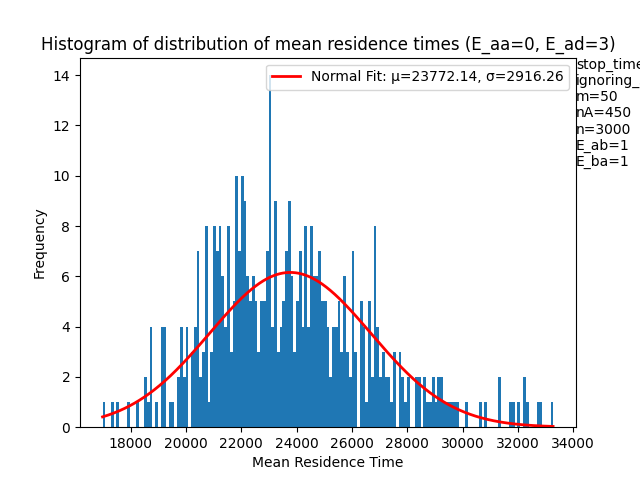 Histogram of distribution of mean residence times (E_aa=0, E_ad=3)
Normal Fit: μ=23772.14, σ=2916.26
stop_time
ignoring_
m=50
nA=450
n=3000
E_ab=1
E_ba=1
14
12
10
8
6
4
2
0
Frequency
18000 20000 22000 24000 26000 28000 30000 32000 34000
Mean Residence Time